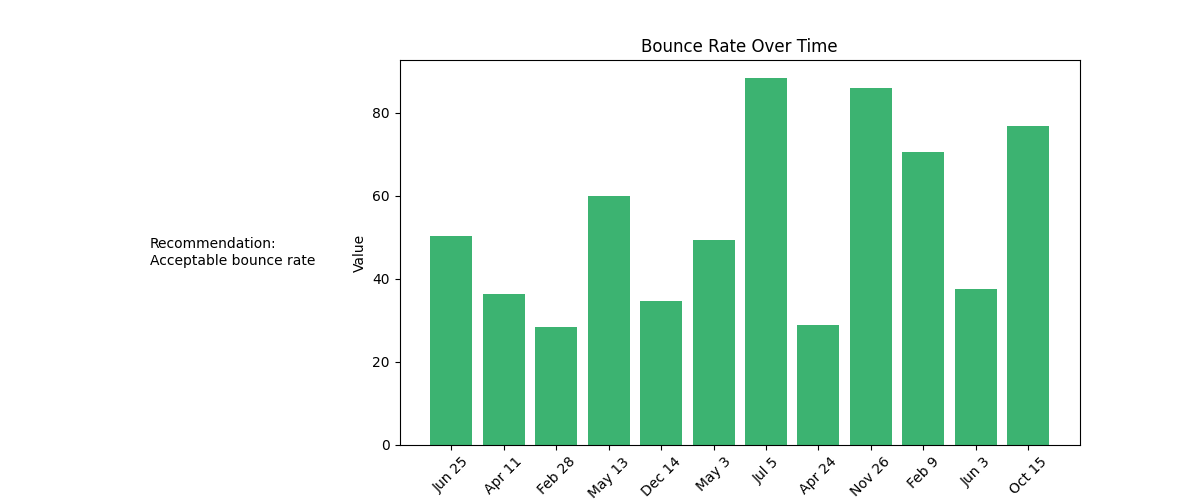 Bounce Rate Over Time
Recommendation:
Acceptable bounce rate
Value
80
60
40
20
0
Jun 25
Apr 11
Feb 28
May 13
Dec 14
May 3
Jul 5
Apr 24
Nov 26
Feb 9
Jun 3
Oct 15